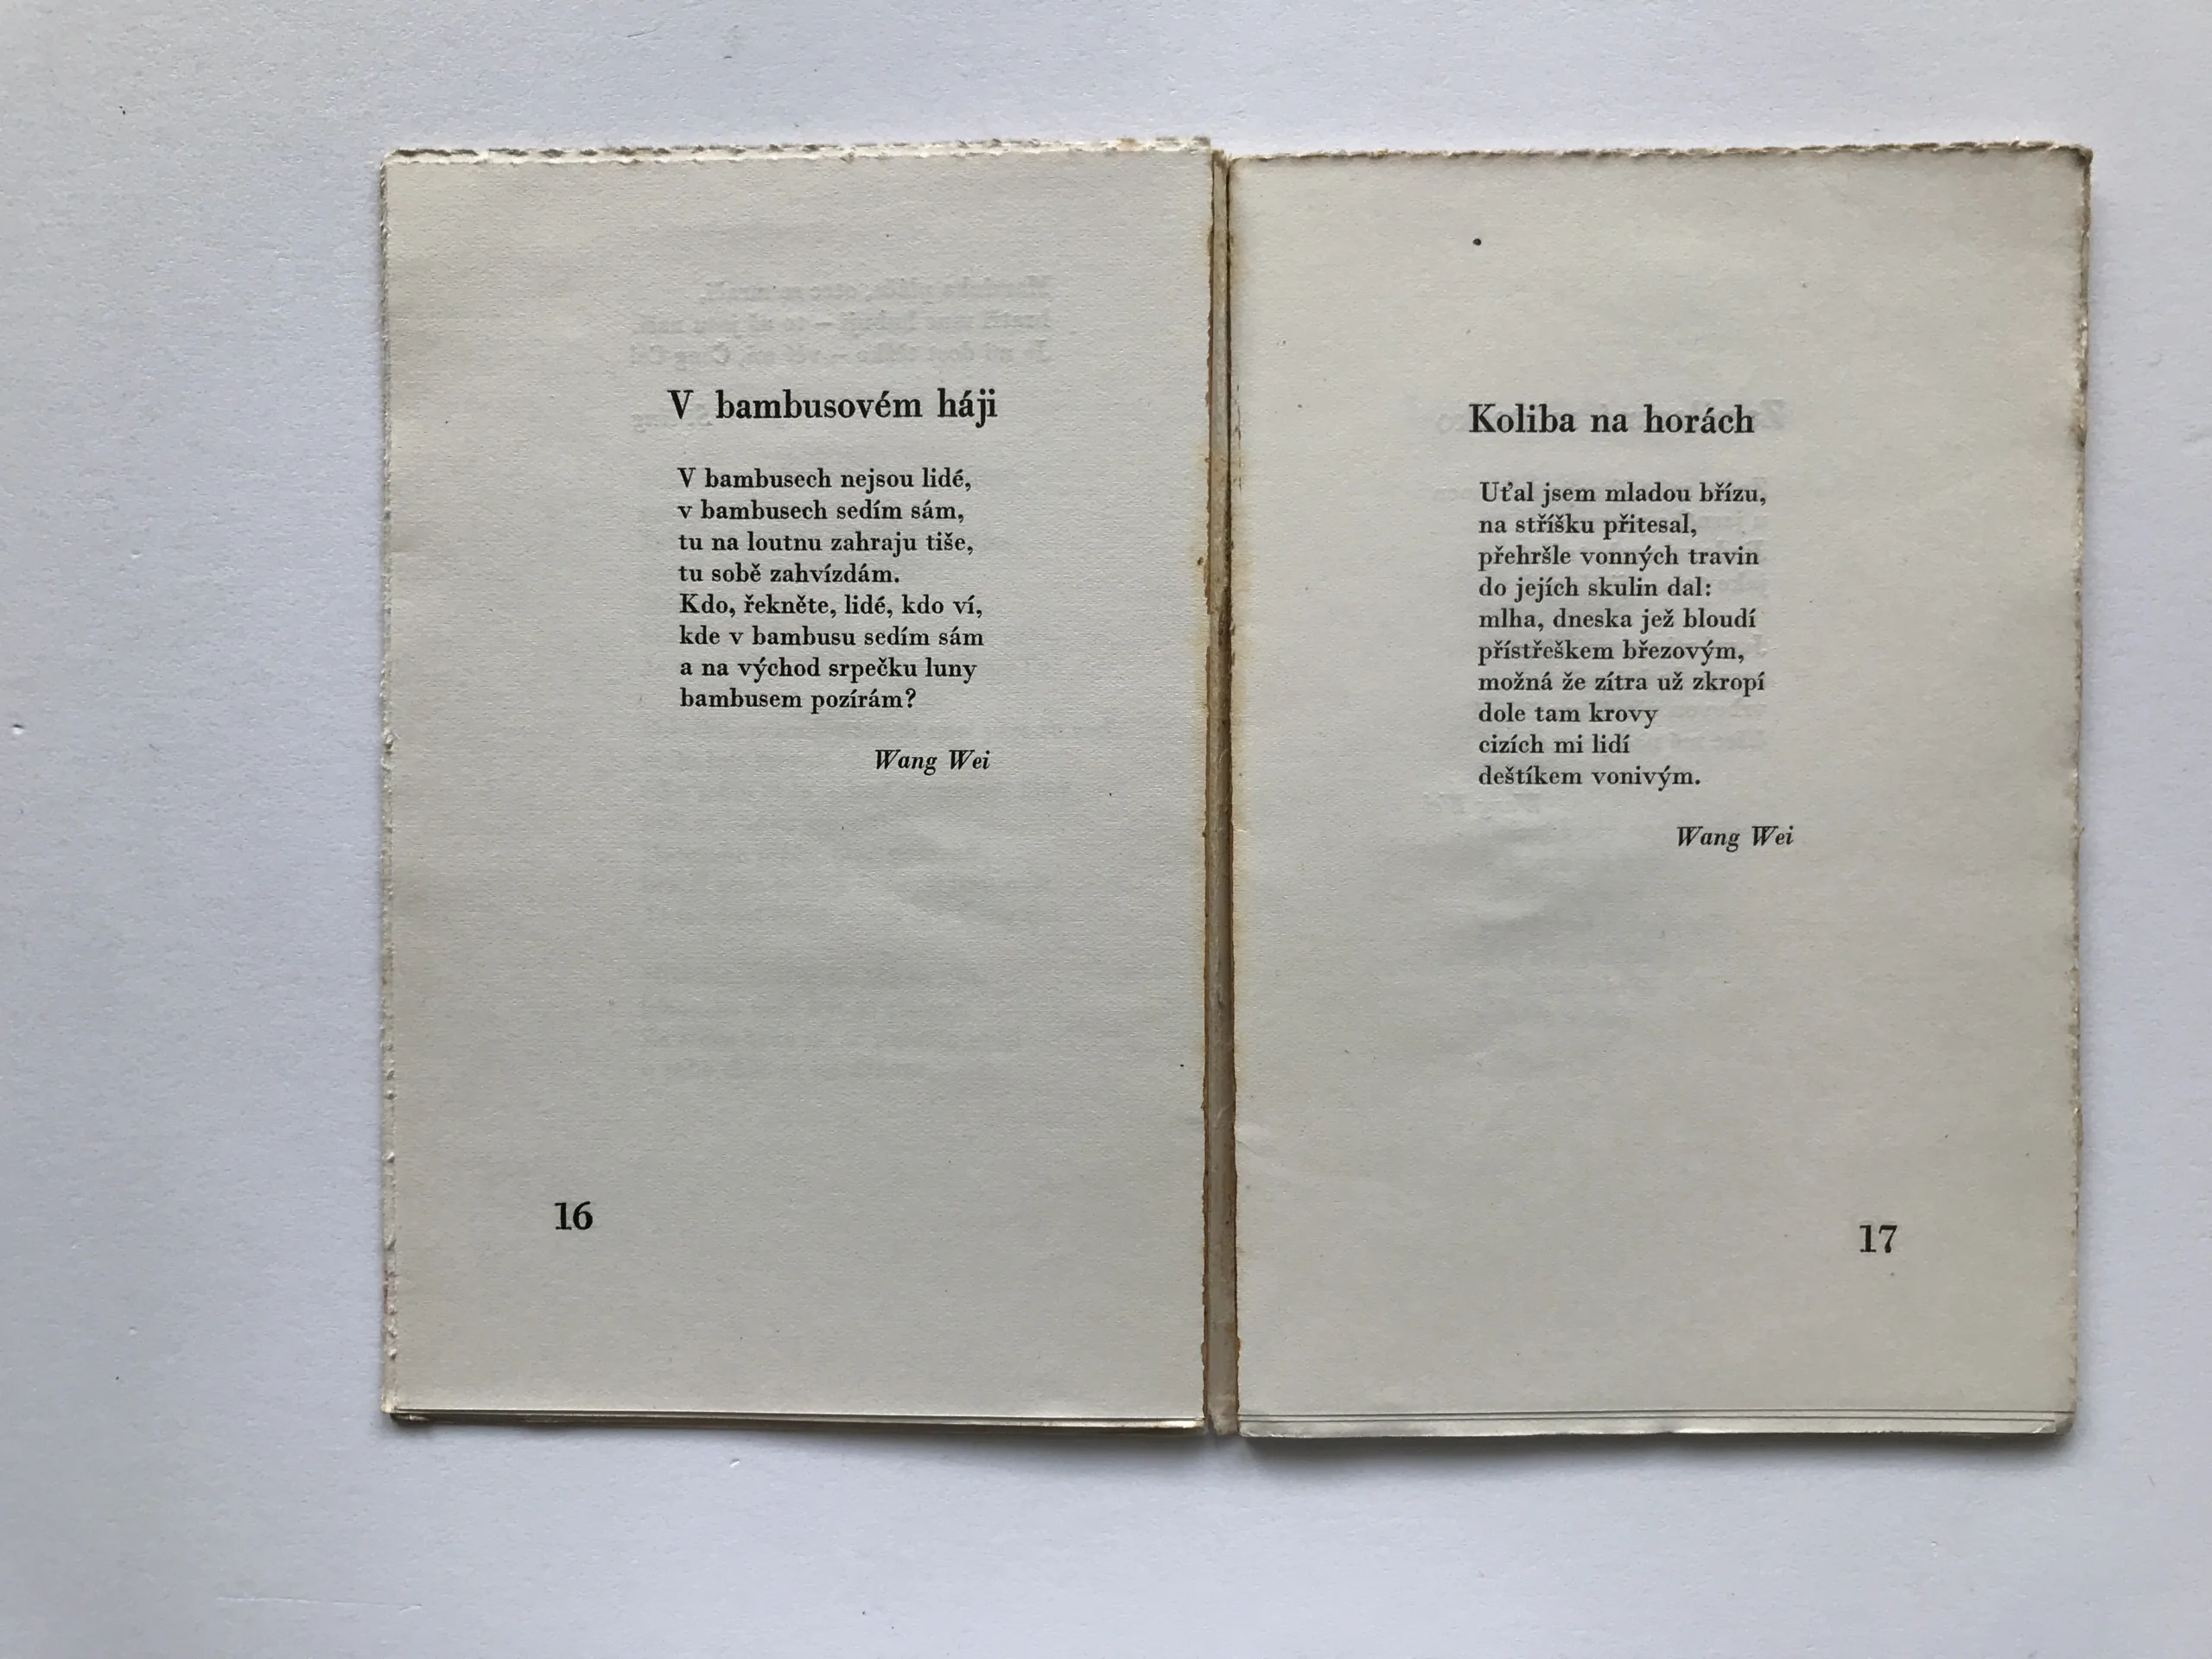 V bambusovém háji
V bambusech nejsou lidé,
v bambusech sedím sám,
tu na loutnu zahraju tiše,
tu sobě zahvízdám.
Kdo, řekněte, lidé, kdo ví,
kde v bambusu sedím sám
a na východ srpečku luny
bambusem pozírám?
Wang Wei
16
Koliba na horách
Uťal jsem mladou břízu,
na stříšku přitesal,
přehršle vonných travin
do jejích skulin dal:
mlha, dneska jež bloudí
přístřeškem březovým,
možná že zítra už zkropí
dole tam krovy
cizích mi lidí
deštíkem vonivým.
Wang Wei
17